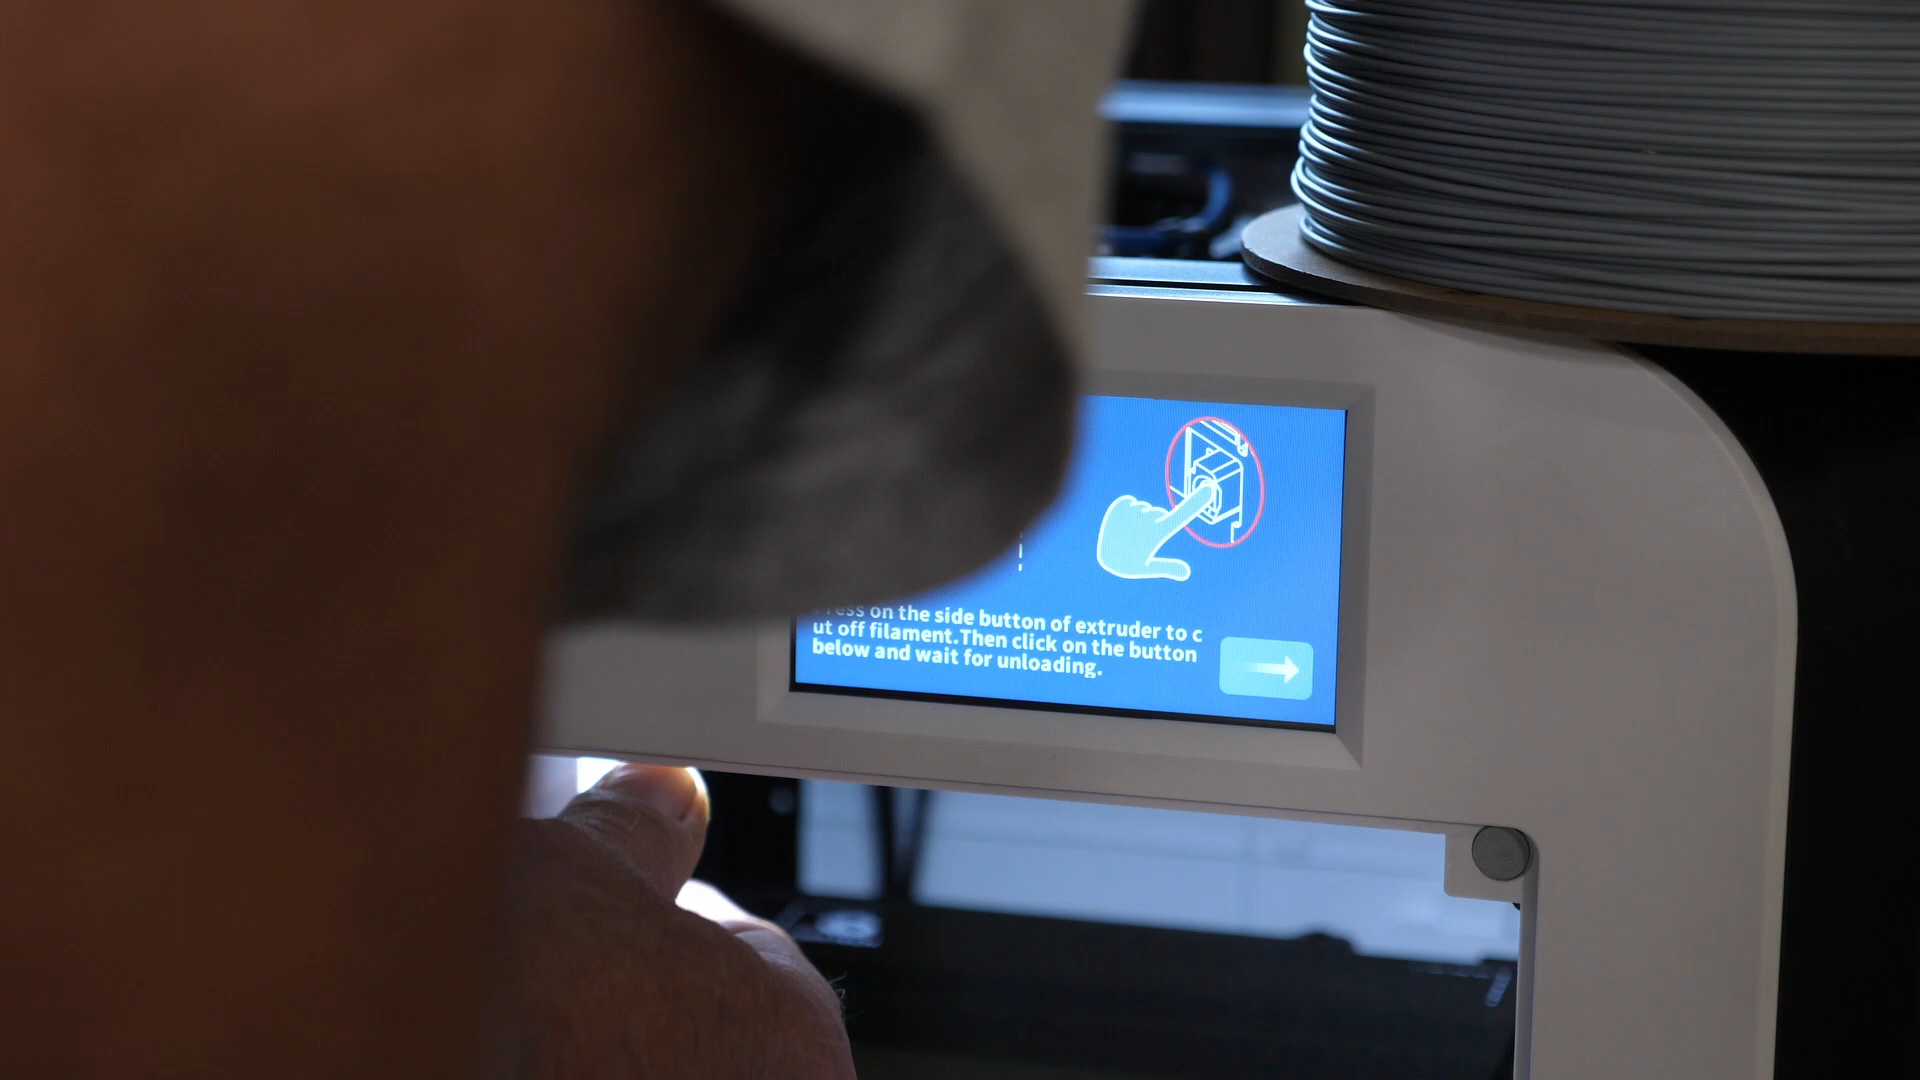 Press on the side button of extruder to c
ut off filament.Then click on the button
below and wait for unloading.